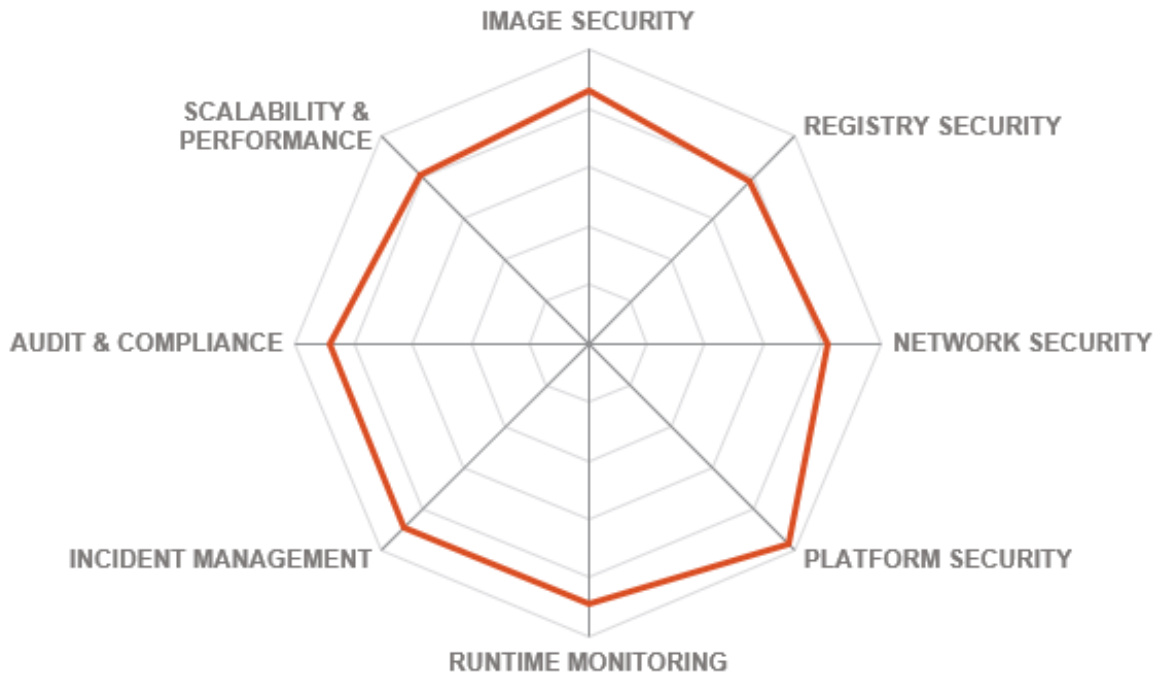 IMAGE SECURITY
SCALABILITY &
PERFORMANCE
REGISTRY SECURITY
AUDIT & COMPLIANCE
NETWORK SECURITY
INCIDENT MANAGEMENT
PLATFORM SECURITY
RUNTIME MONITORING